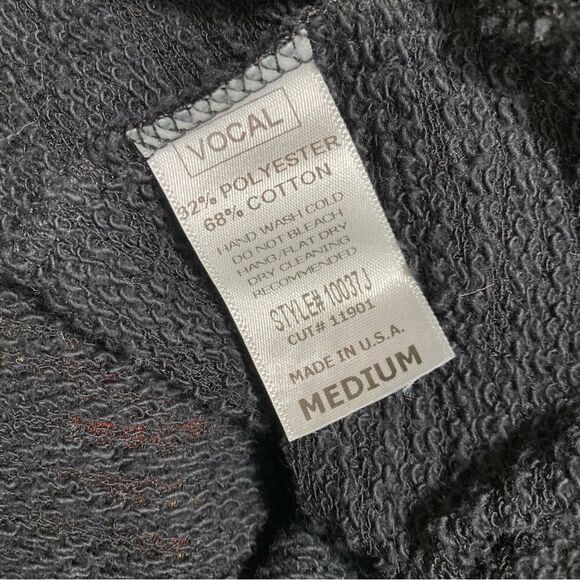 VOCAL
32% POLYESTER
68% COTTON
HAND WASH COLD
DO NOT BLEACH
HANG/FLAT DRY
DRY CLEANING
RECOMMENDED
STYLE# 10037J
CUT# 11901
MADE IN U.S.A.
MEDIUM